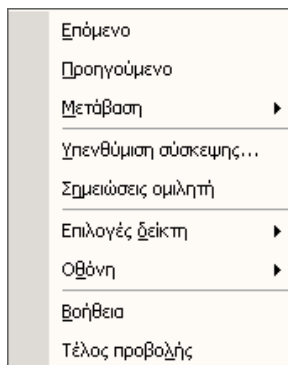 Επόμενο
Προηγούμενο
Μετάβαση
Υπενθύμιση σύσκεψης...
Σημειώσεις ομιλητή
Επιλογές δείκτη
Οθόνη
Βοήθεια
Τέλος προβολής